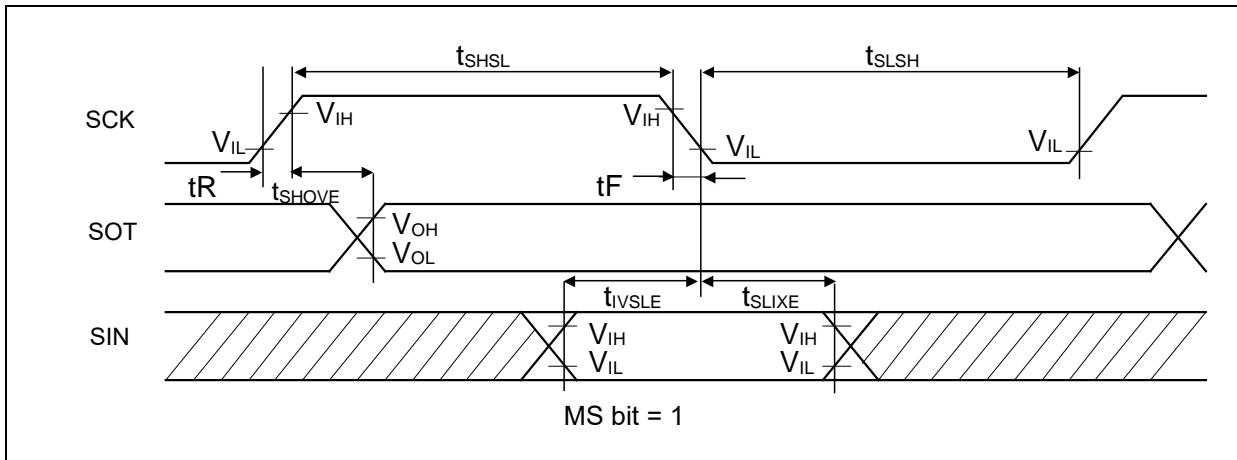 tSHSL
tSLSH
SCK
VIH
VIH
VIL
VIL
VIL
tR
tSHOVE
tF
SOT
VOH
VOL
tIVSLE
tSLIXE
SIN
VIH
VIH
VIL
VIL
MS bit = 1